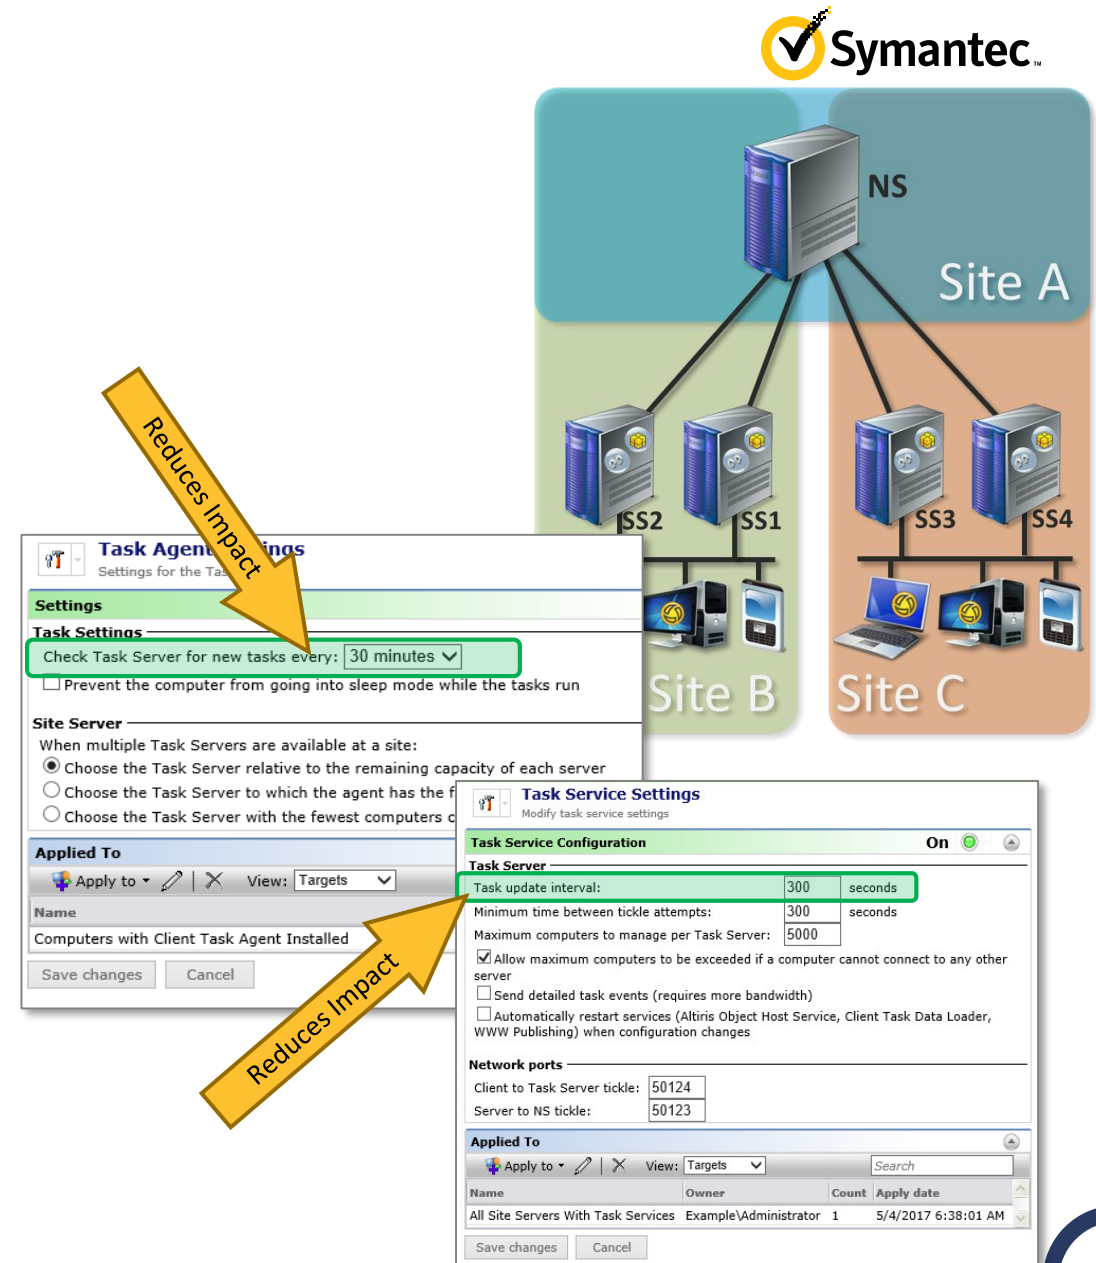 Symantec™
NS
Site A
SS2
SS1
SS3
SS4
Site B
Site C
Reduces Impact
Task Agent ings
Settings for the Tas
Settings
Task Settings
Check Task Server for new tasks every: 30 minutes
Prevent the computer from going into sleep mode while the tasks run
Site Server
When multiple Task Servers are available at a site:
Choose the Task Server relative to the remaining capacity of each server
Choose the Task Server to which the agent has the f
Choose the Task Server with the fewest computers c
Applied To
Apply to View: Targets
Name
Computers with Client Task Agent Installed
Save changes Cancel
Reduces Impact
Task Service Settings
Modify task service settings
Task Service Configuration On
Task Server
Task update interval: 300 seconds
Minimum time between tickle attempts: 300 seconds
Maximum computers to manage per Task Server: 5000
Allow maximum computers to be exceeded if a computer cannot connect to any other
server
Send detailed task events (requires more bandwidth)
Automatically restart services (Altiris Object Host Service, Client Task Data Loader,
WWW Publishing) when configuration changes
Network ports
Client to Task Server tickle: 50124
Server to NS tickle: 50123
Applied To
Apply to View: Targets Search
Name Owner Count Apply date
All Site Servers With Task Services Example\Administrator 1 5/4/2017 6:38:01 AM
Save changes Cancel